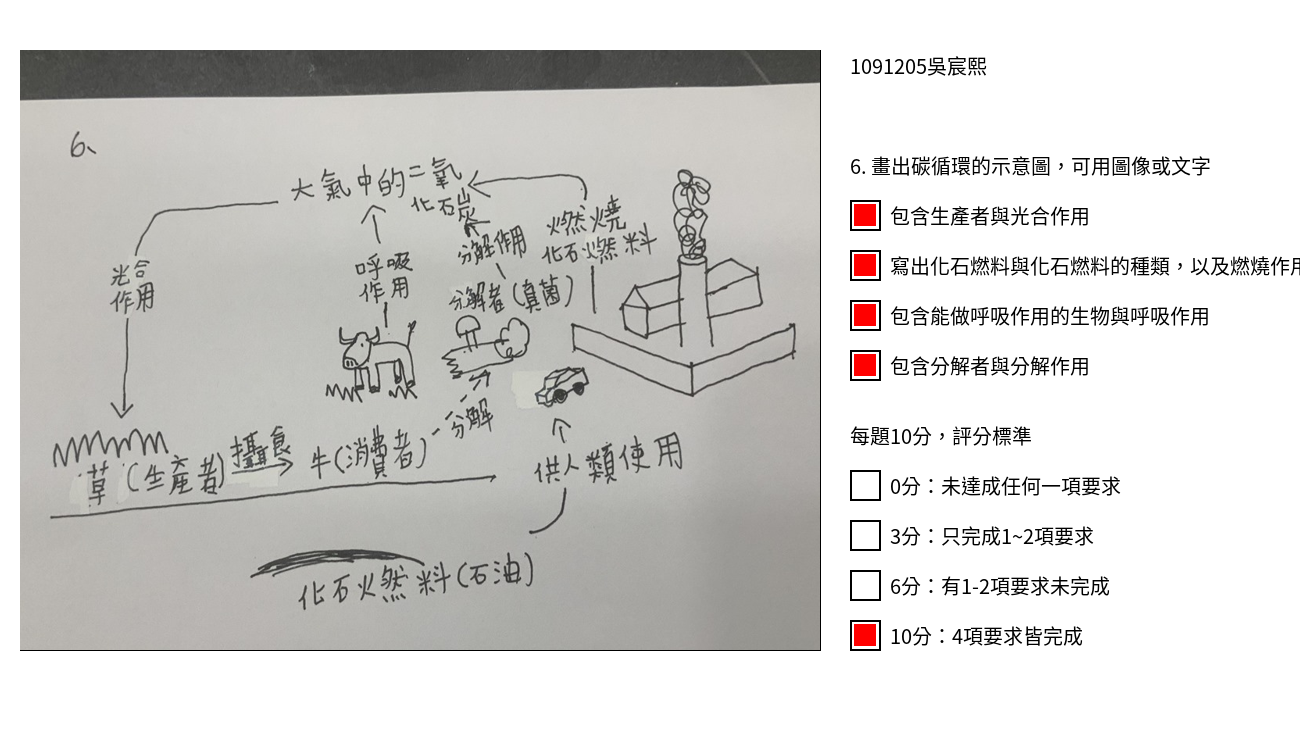 1091205吳宸熙
6. 畫出碳循環的示意圖，可用圖像或文字
包含生產者與光合作用
寫出化石燃料與化石燃料的種類，以及燃燒作用
包含能做呼吸作用的生物與呼吸作用
包含分解者與分解作用
每題10分，評分標準
0分：未達成任何一項要求
3分：只完成1~2項要求
6分：有1-2項要求未完成
10分：4項要求皆完成
6、
大氣中的二氧
化石炭
光合
作用
呼吸
作用
分解作用
分解者(真菌)
燃燒
化石燃料
草(生產者)
攝食
牛(消費者)
分解
供人類使用
化石火然料(石油)